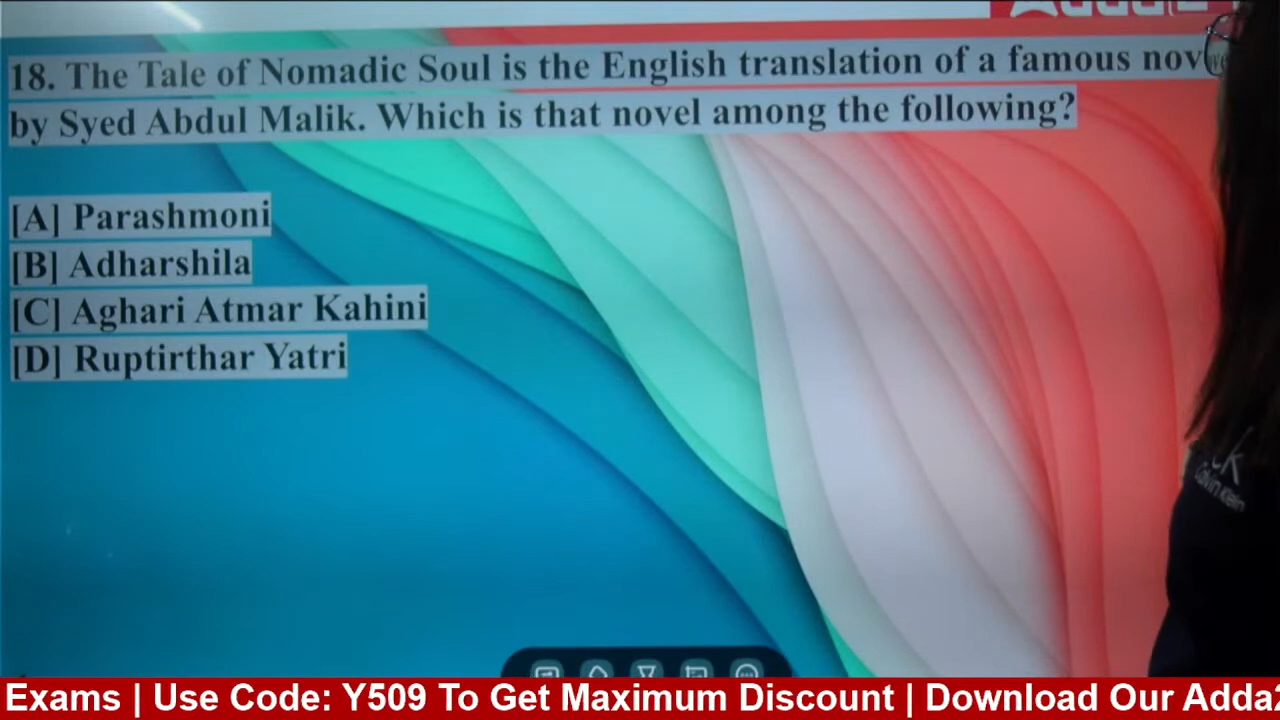 18. The Tale of Nomadic Soul is the English translation of a famous
by Syed Abdul Malik. Which is that novel among the following?
[A] Parashmoni
[B] Adharshila
[C] Aghari Atmar Kahini
[D] Ruptirthar Yatri
Calvin Klein
Exams | Use Code: Y509 To Get Maximum Discount | Download Our